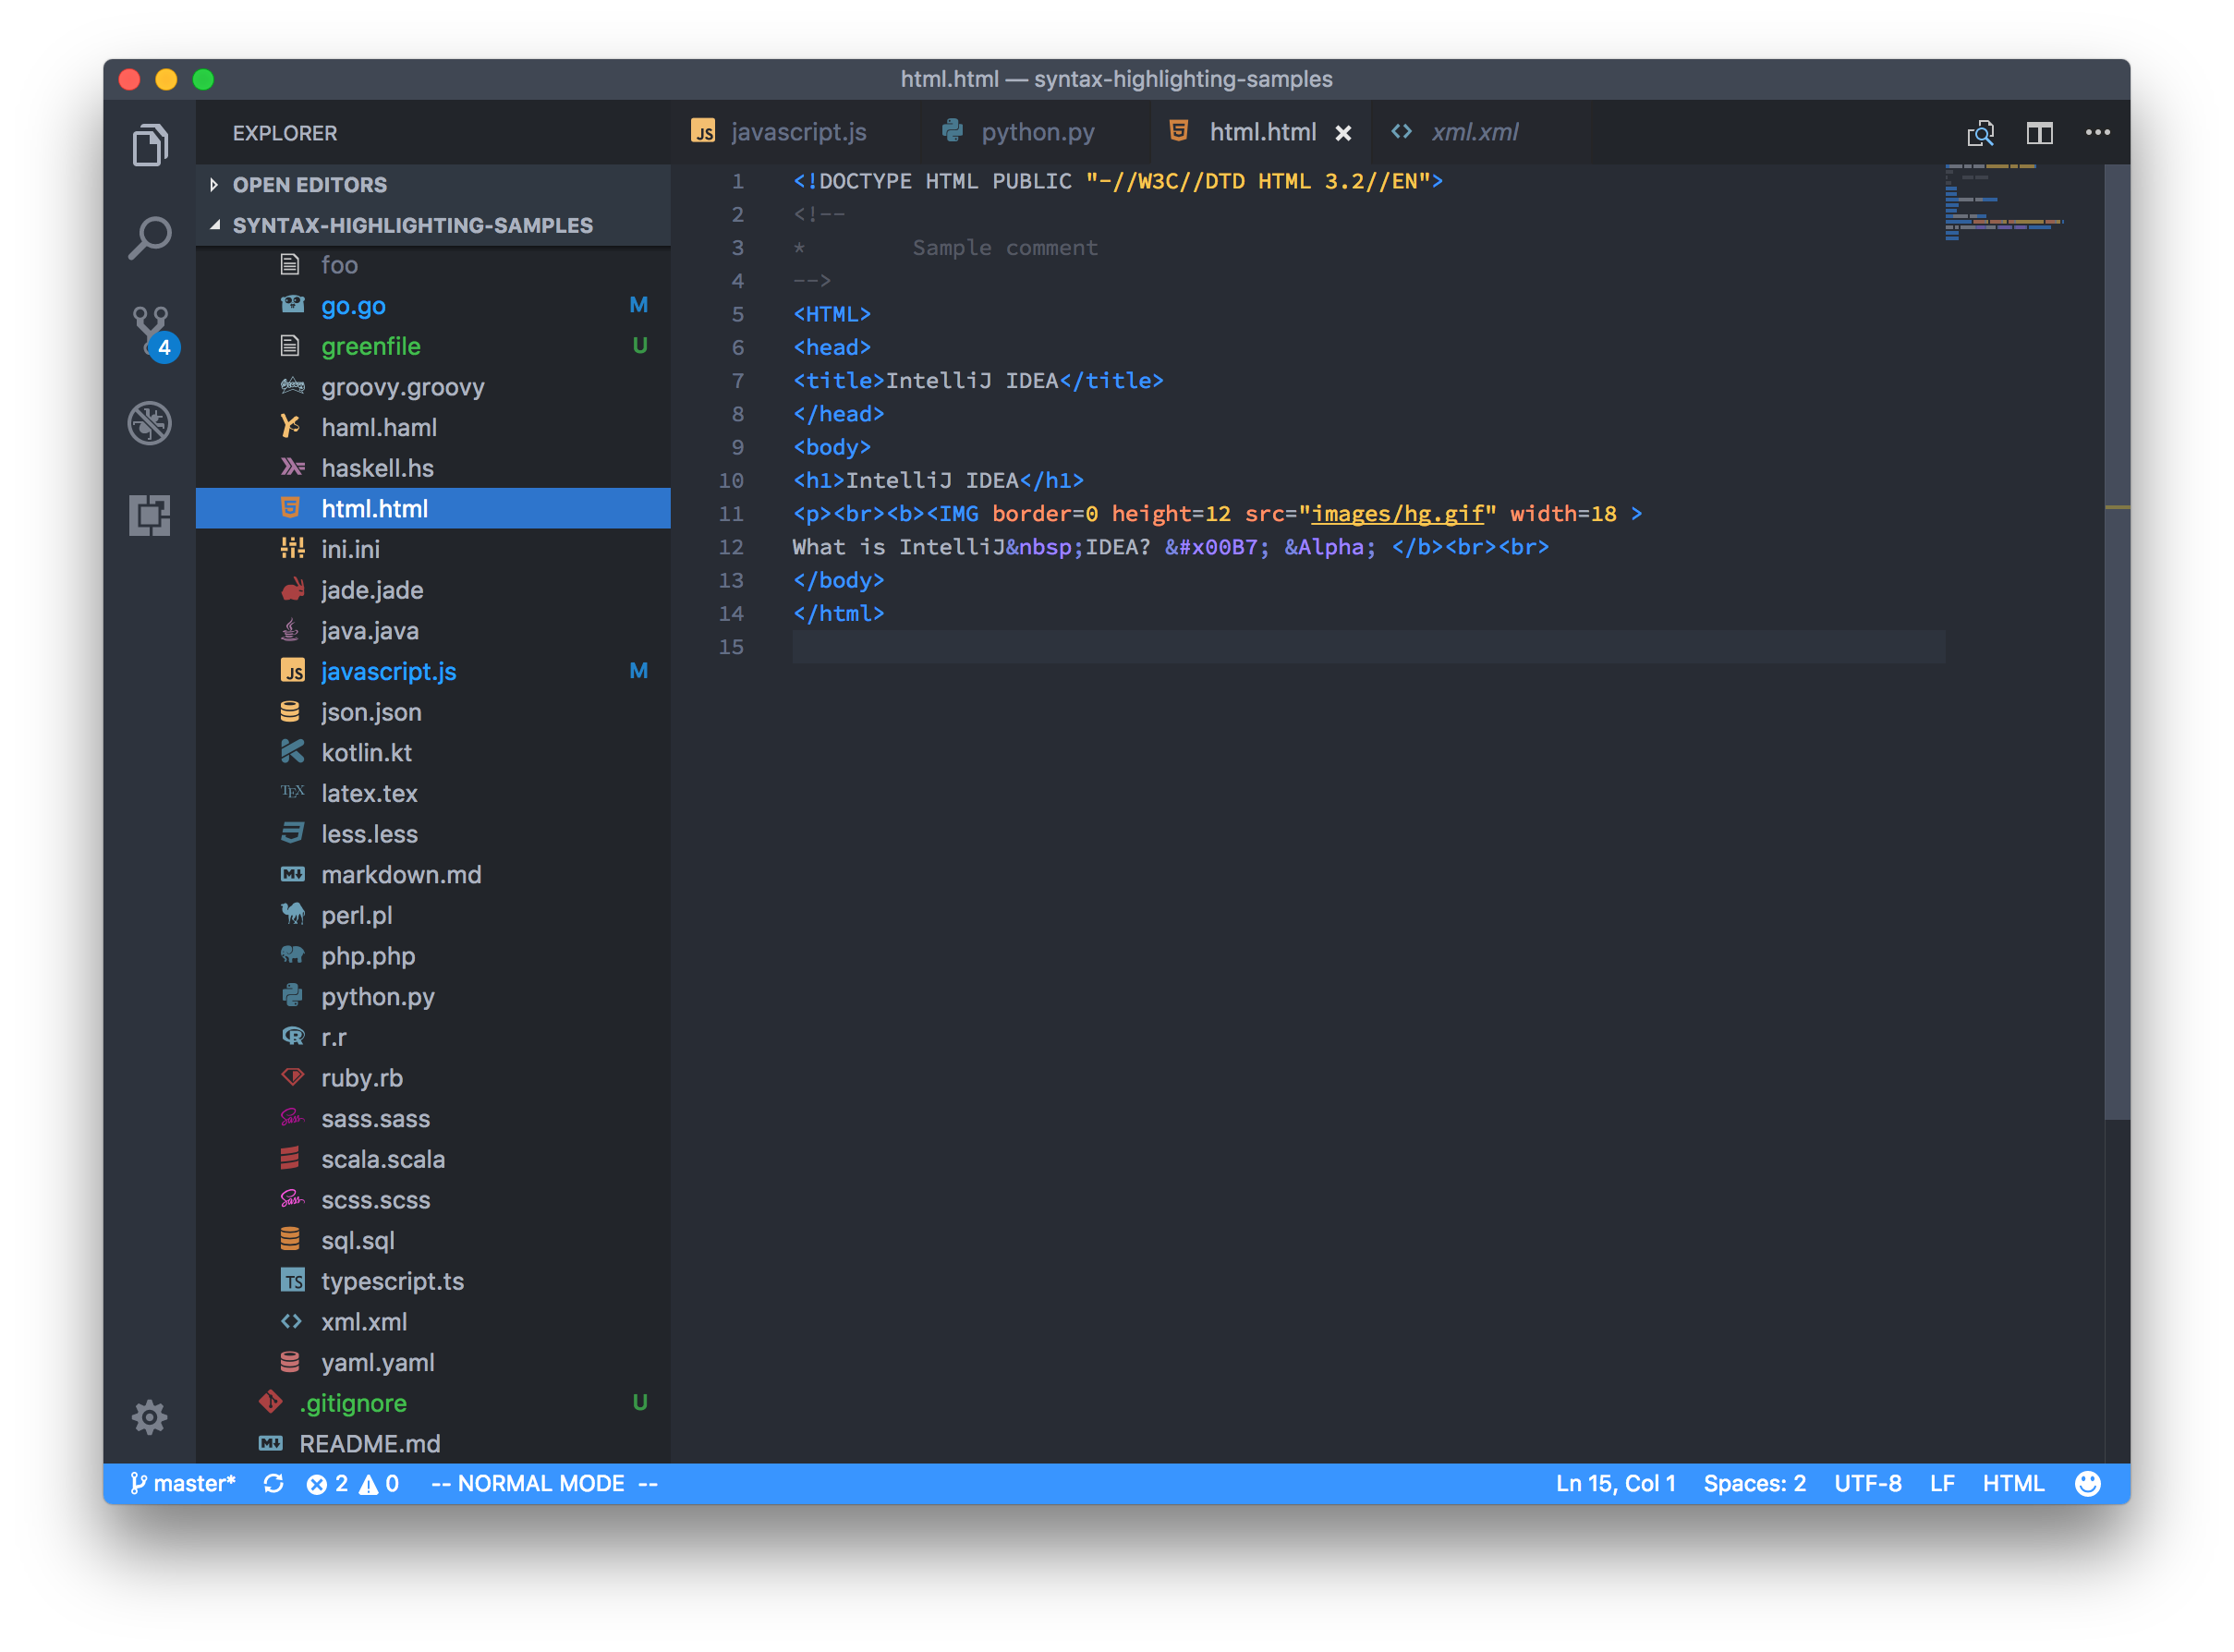 html.html — syntax-highlighting-samples
EXPLORER
OPEN EDITORS
SYNTAX-HIGHLIGHTING-SAMPLES
foo
go.go M
greenfile U
groovy.groovy
haml.haml
haskell.hs
html.html
ini.ini
jade.jade
java.java
JS javascript.js M
json.json
kotlin.kt
TEX latex.tex
less.less
M markdown.md
perl.pl
php.php
python.py
R r.r
ruby.rb
Sass sass.sass
scala.scala
Sass scss.scss
sql.sql
TS typescript.ts
<> xml.xml
yaml.yaml
.gitignore U
M README.md
4
JS javascript.js
python.py
5 html.html ×
<> xml.xml
1 <!DOCTYPE HTML PUBLIC "-//W3C//DTD HTML 3.2//EN">
2 <!--
3 *        Sample comment
4 -->
5 <HTML>
6 <head>
7 <title>IntelliJ IDEA</title>
8 </head>
9 <body>
10 <h1>IntelliJ IDEA</h1>
11 <p><br><b><IMG border=0 height=12 src="images/hg.gif" width=18 >
12 What is IntelliJ&nbsp;IDEA? &#x00B7; &Alpha; </b><br><br>
13 </body>
14 </html>
15
master* 2 0 -- NORMAL MODE --
Ln 15, Col 1 Spaces: 2 UTF-8 LF HTML